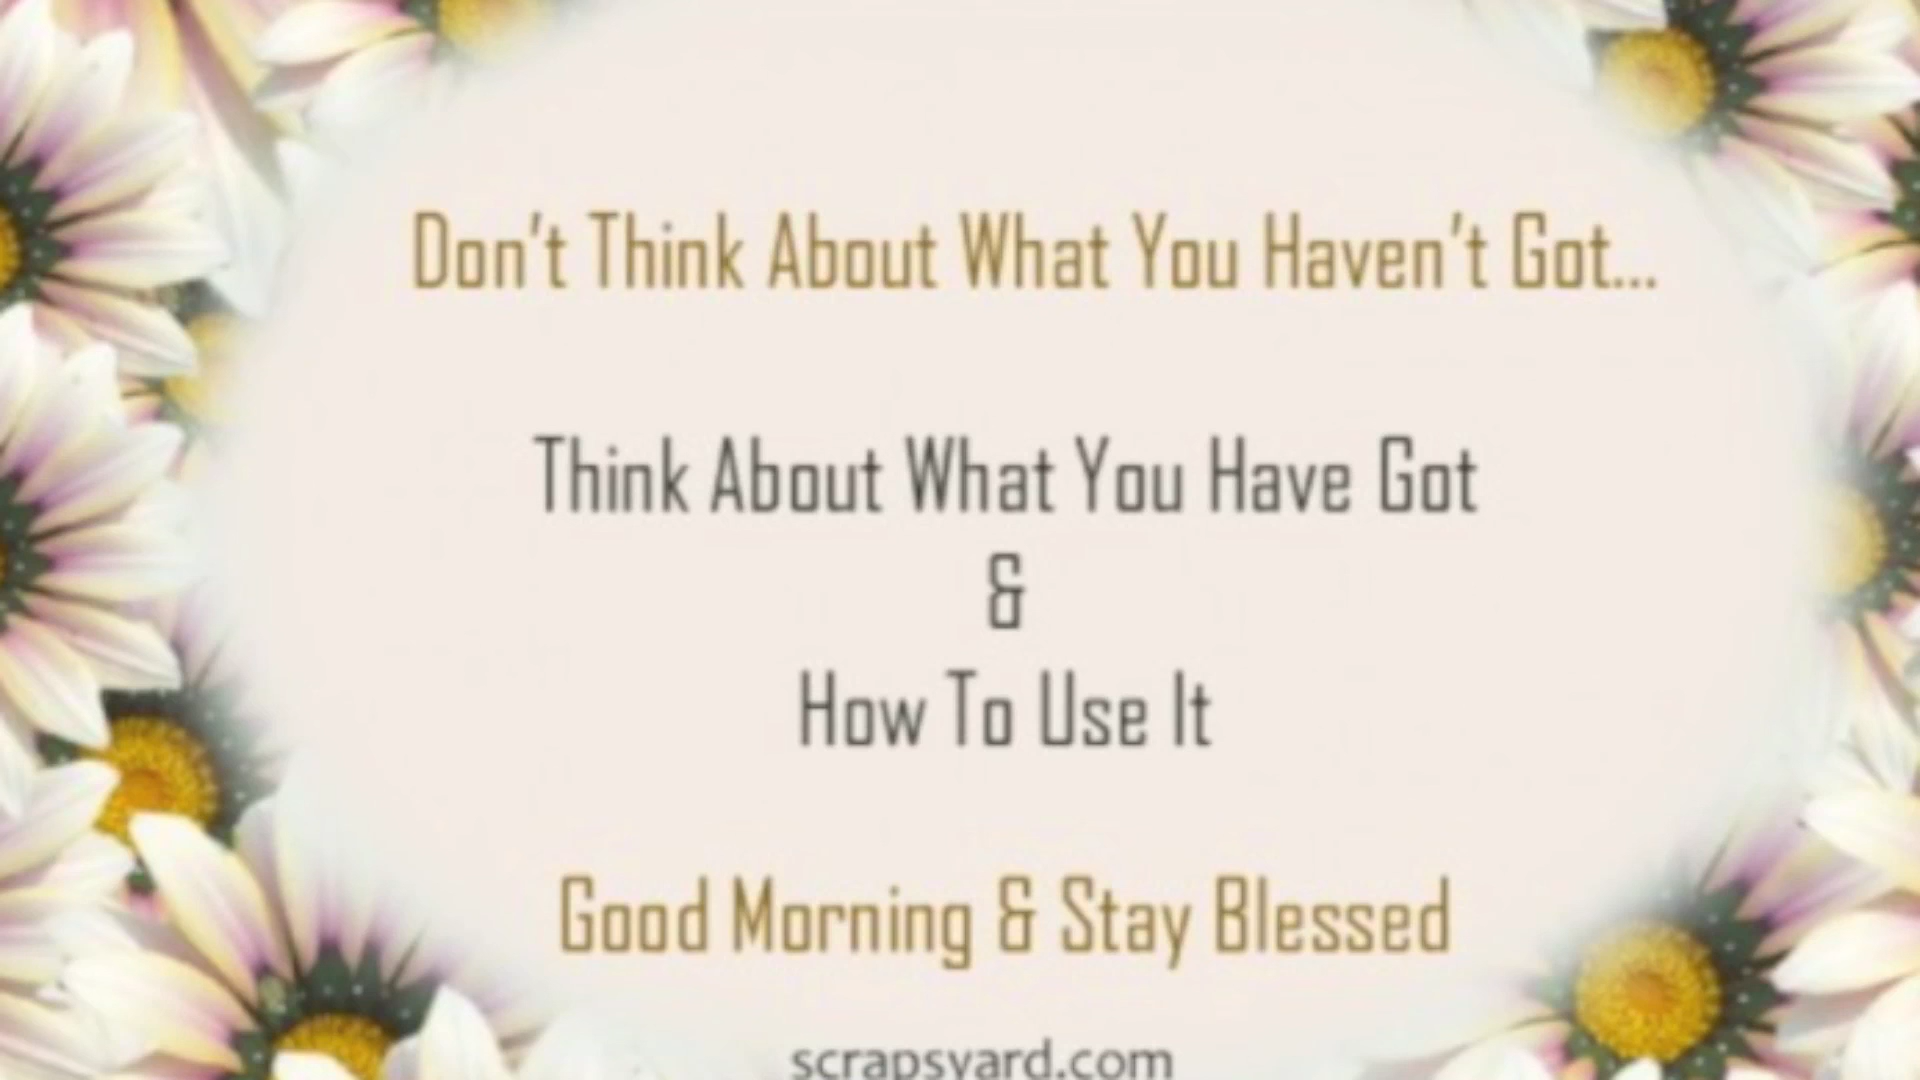 Don't Think About What You Haven't Got...
Think About What You Have Got
&
How To Use It
Good Morning & Stay Blessed
scrapsyard.com